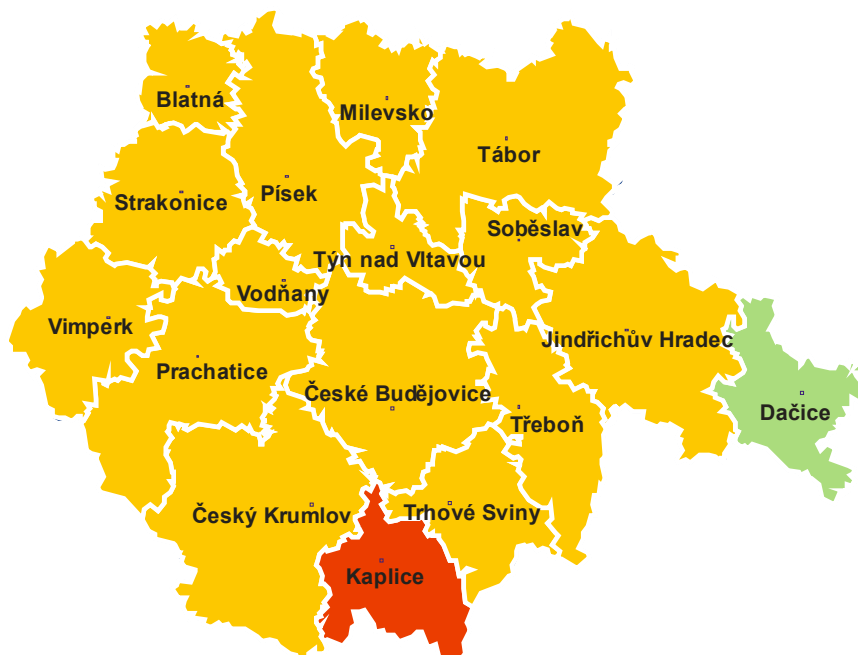 Blatná
Milevsko
Tábor
Strakonice
Písek
Soběslav
Týn nad Vltavou
Vodňany
Vimperk
Jindřichův Hradec
Prachatice
České Budějovice
Dačice
Třeboň
Český Krumlov
Trhové Sviny
Kaplice